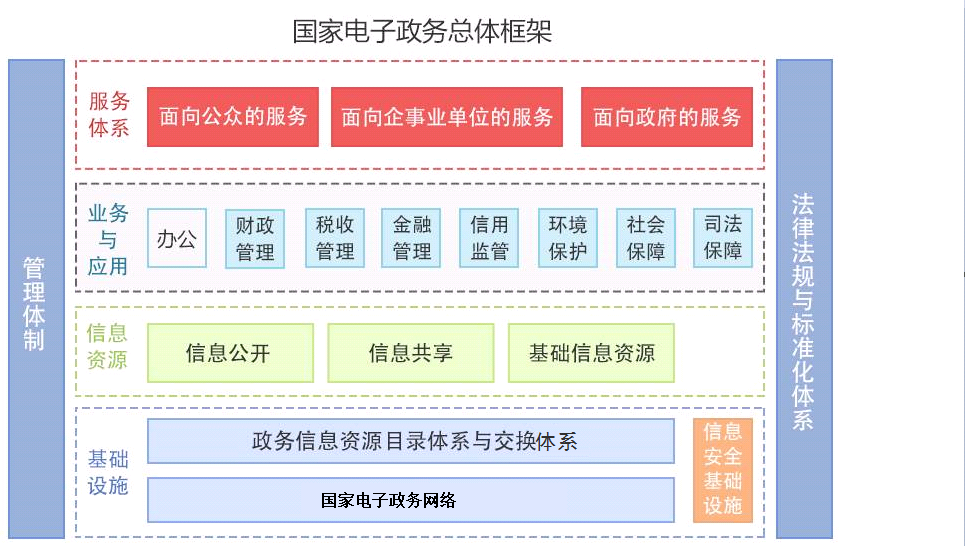 国家电子政务总体框架
管理体制
服务
体系
面向公众的服务
面向企事业单位的服务
面向政府的服务
业务
与
应用
办公
财政
管理
税收
管理
金融
管理
信用
监管
环境
保护
社会
保障
司法
保障
信息
资源
信息公开
信息共享
基础信息资源
基础
设施
政务信息资源目录体系与交换体系
国家电子政务网络
信息
安全
基础
设施
法律法规与标准化体系